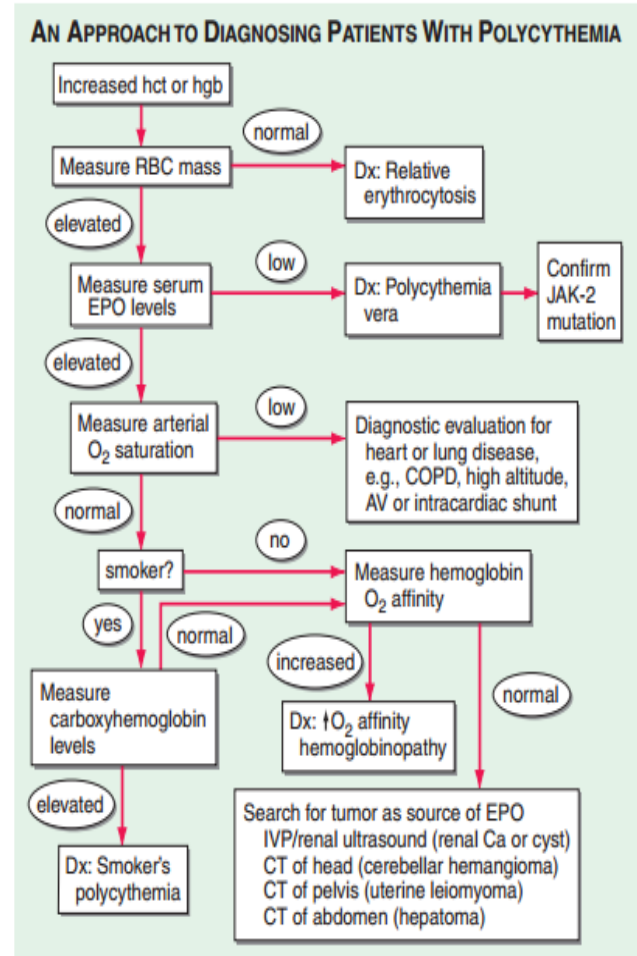 AN APPROACH TO DIAGNOSING PATIENTS WITH POLYCYTHEMIA
Increased hct or hgb
normal
Measure RBC mass
Dx: Relative
erythrocytosis
elevated
low
Measure serum
EPO levels
Dx: Polycythemia
vera
Confirm
JAK-2
mutation
elevated
low
Measure arterial
O₂ saturation
Diagnostic evaluation for
heart or lung disease,
e.g., COPD, high altitude,
AV or intracardiac shunt
normal
no
smoker?
Measure hemoglobin
O₂ affinity
yes
normal
increased
normal
Measure
carboxyhemoglobin
levels
Dx: ↑O₂ affinity
hemoglobinopathy
elevated
Dx: Smoker's
polycythemia
Search for tumor as source of EPO
IVP/renal ultrasound (renal Ca or cyst)
CT of head (cerebellar hemangioma)
CT of pelvis (uterine leiomyoma)
CT of abdomen (hepatoma)